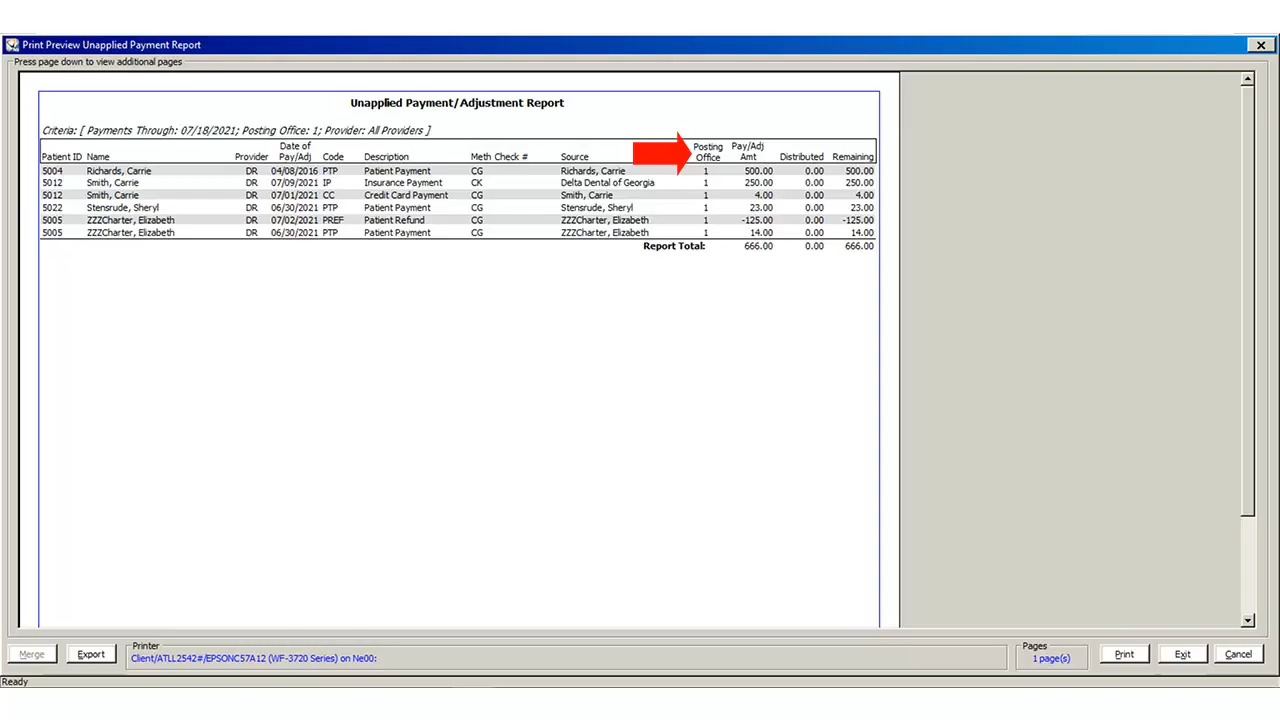 Print Preview Unapplied Payment Report
Press page down to view additional pages
Unapplied Payment/Adjustment Report
Criteria: [ Payments Through: 07/18/2021; Posting Office: 1; Provider: All Providers ]
Date of Posting Pay/Adj
Patient ID Name Provider Pay/Adj Code Description Meth Check # Source Office Amt Distributed Remaining
5004 Richards, Carrie DR 04/08/2016 PTP Patient Payment CG Richards, Carrie 1 500.00 0.00 500.00
5012 Smith, Carrie DR 07/09/2021 IP Insurance Payment CK Delta Dental of Georgia 1 250.00 0.00 250.00
5012 Smith, Carrie DR 07/01/2021 CC Credit Card Payment CG Smith, Carrie 1 4.00 0.00 4.00
5022 Stensrude, Sheryl DR 06/30/2021 PTP Patient Payment CG Stensrude, Sheryl 1 23.00 0.00 23.00
5005 ZZZCharter, Elizabeth DR 07/02/2021 PREF Patient Refund CG ZZZCharter, Elizabeth 1 -125.00 0.00 -125.00
5005 ZZZCharter, Elizabeth DR 06/30/2021 PTP Patient Payment CG ZZZCharter, Elizabeth 1 14.00 0.00 14.00
Report Total: 666.00 0.00 666.00
Merge Export Printer
Client/ATLL2542#/EPSONC57A12 (WF-3720 Series) on Ne00:
Pages
1 page(s)
Print Exit Cancel
Ready